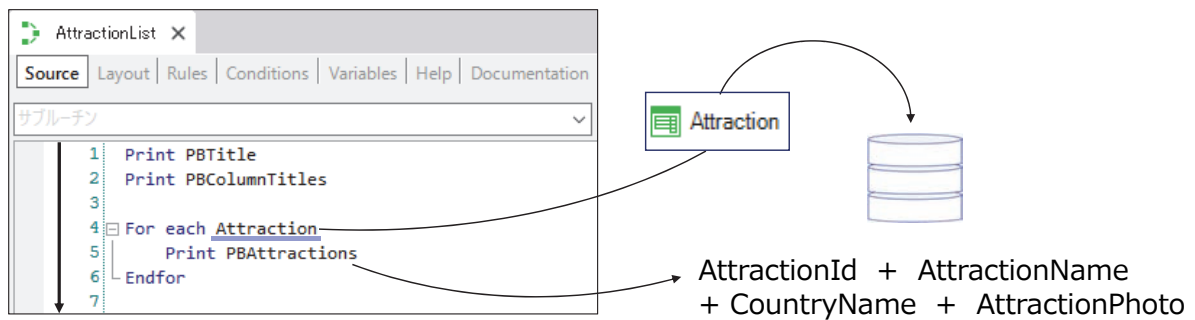 AttractionList
Source Layout Rules Conditions Variables Help Documentation
サブルーチン
1 Print PBTitle
2 Print PBColumnTitles
3
4 For each Attraction
5 Print PBAttractions
6 Endfor
7
Attraction
AttractionId + AttractionName
+ CountryName + AttractionPhoto